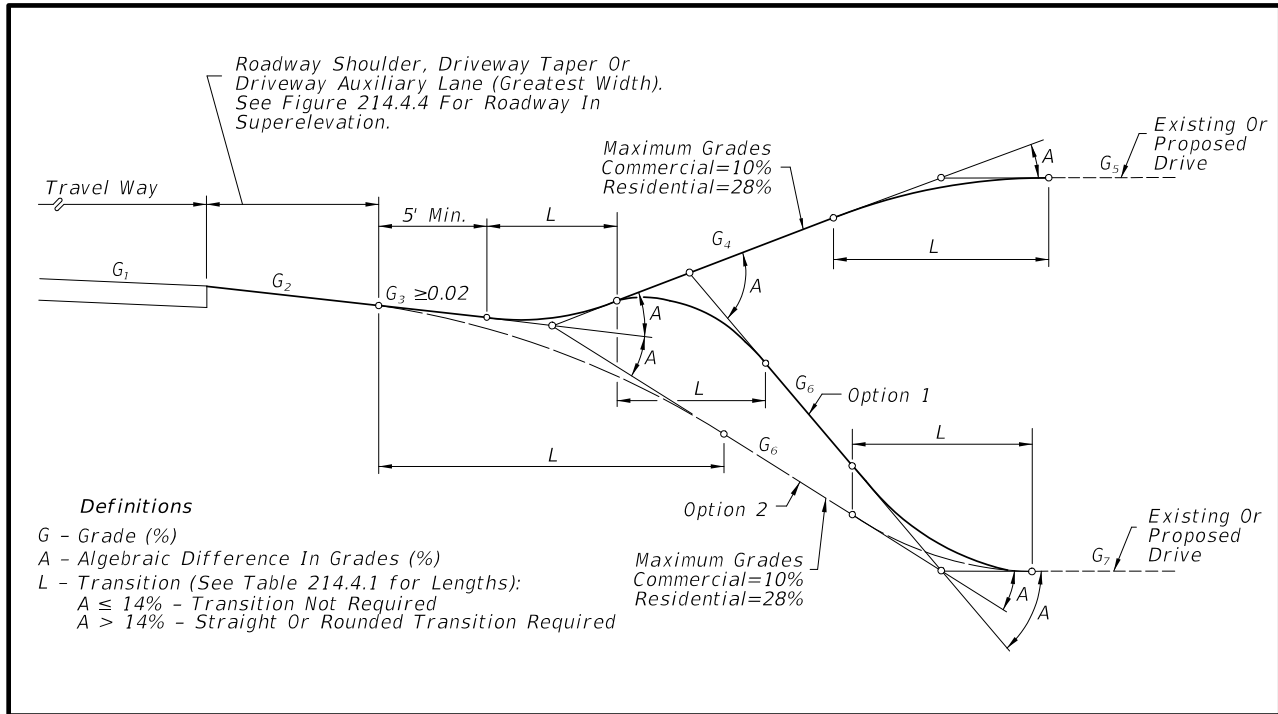 Roadway Shoulder, Driveway Taper Or
Driveway Auxiliary Lane (Greatest Width).
See Figure 214.4.4 For Roadway In
Superelevation.
Travel Way
5' Min.
L
Maximum Grades
Commercial=10%
Residential=28%
A
Existing Or
Proposed
Drive
G₅
G₁
G₂
G₃ ≥0.02
G₄
L
A
A
A
L
G₆
Option 1
L
L
G₆
Option 2
Maximum Grades
Commercial=10%
Residential=28%
Existing Or
Proposed
Drive
G₇
A
A
Definitions
G – Grade (%)
A – Algebraic Difference In Grades (%)
L – Transition (See Table 214.4.1 for Lengths):
A ≤ 14% – Transition Not Required
A > 14% – Straight Or Rounded Transition Required